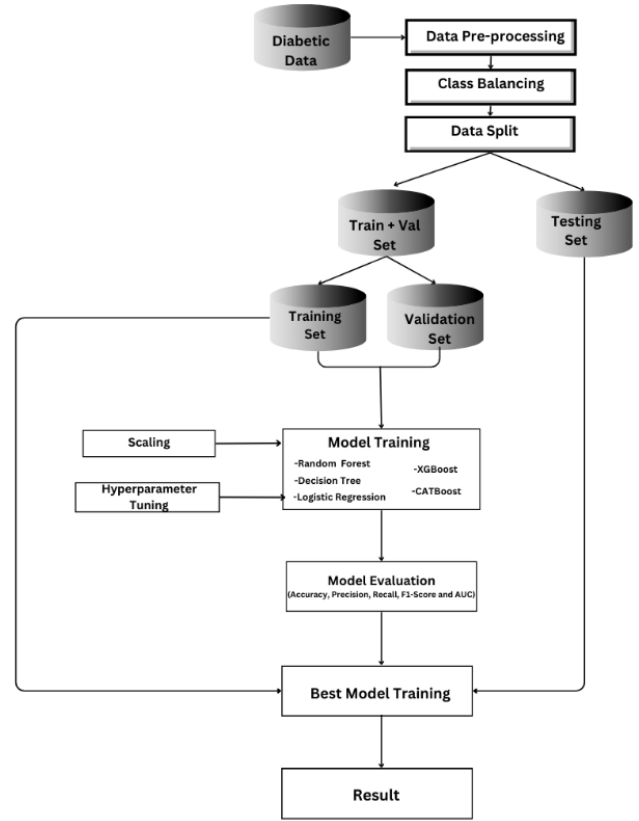 Diabetic
Data
Data Pre-processing
Class Balancing
Data Split
Train + Val
Set
Testing
Set
Training
Set
Validation
Set
Scaling
Hyperparameter
Tuning
Model Training
-Random Forest
-Decision Tree
-Logistic Regression
-XGBoost
-CATBoost
Model Evaluation
(Accuracy, Precision, Recall, F1-Score and AUC)
Best Model Training
Result